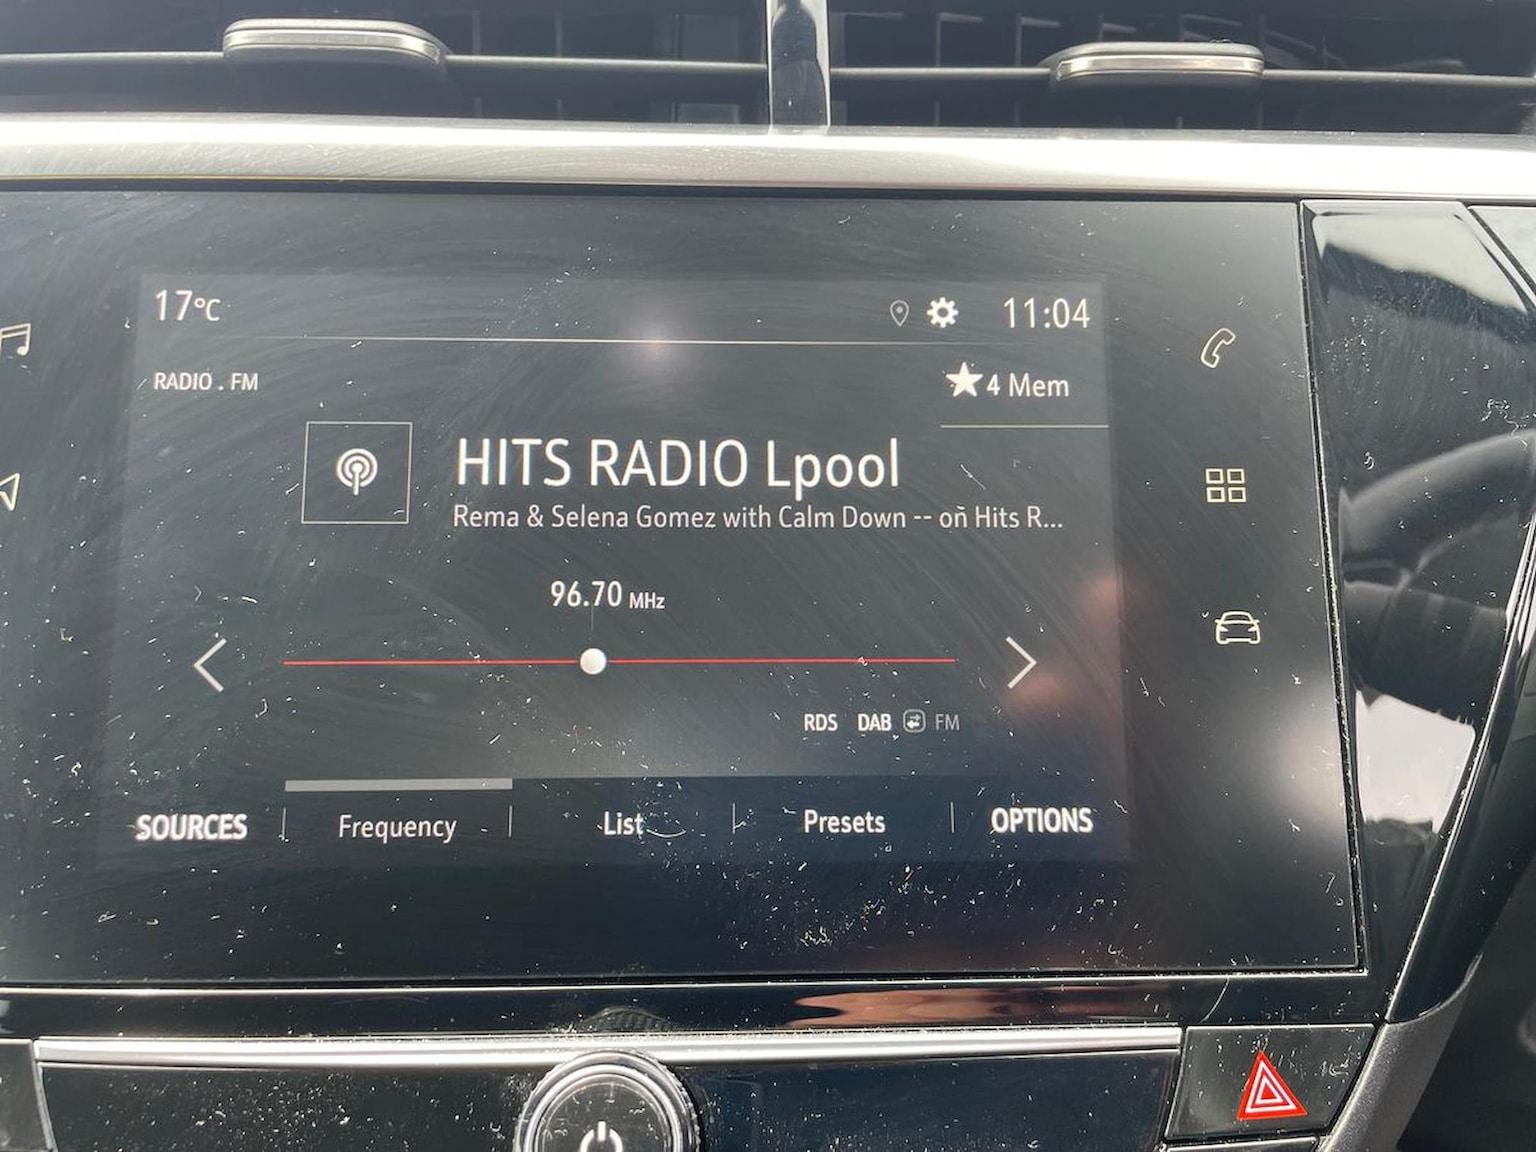 17°C 11:04
RADIO . FM ★ 4 Mem
HITS RADIO Lpool
Rema & Selena Gomez with Calm Down -- on Hits R...
96.70 MHz
RDS DAB FM
SOURCES Frequency List Presets OPTIONS